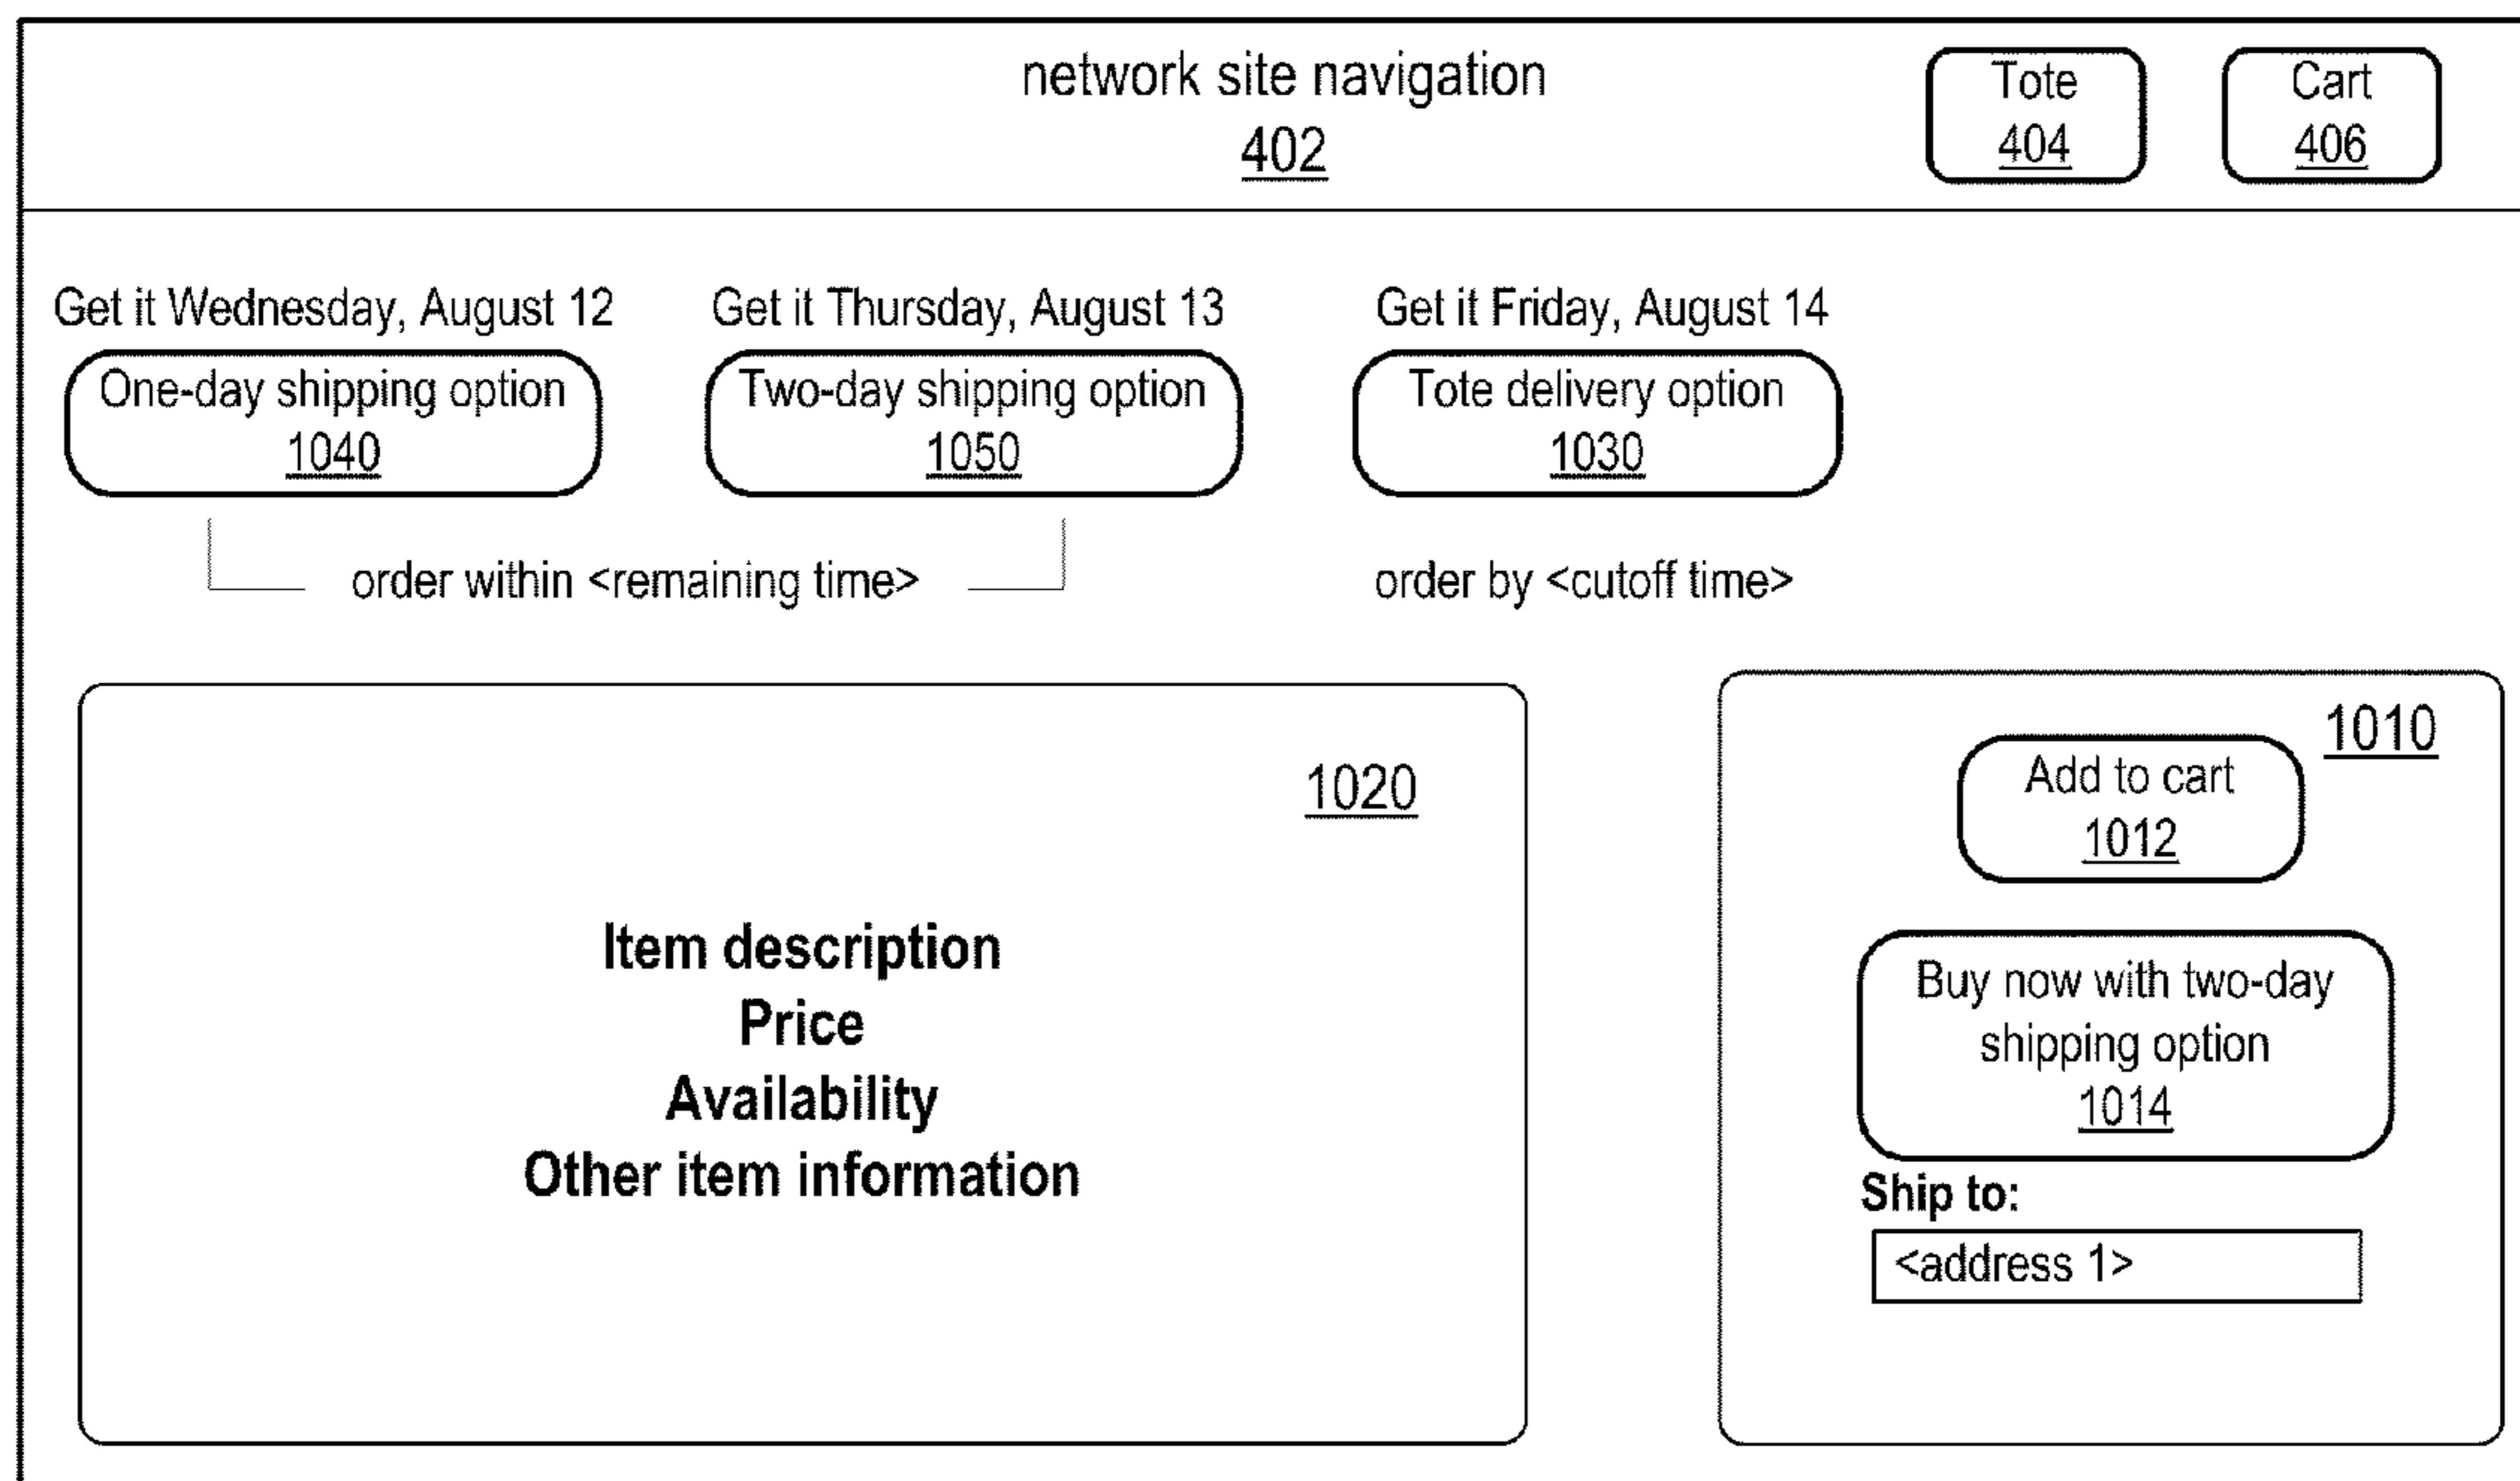 network site navigation
402
Tote
404
Cart
406
Get it Wednesday, August 12
One-day shipping option
1040
Get it Thursday, August 13
Two-day shipping option
1050
Get it Friday, August 14
Tote delivery option
1030
order within <remaining time>
order by <cutoff time>
1020
Item description
Price
Availability
Other item information
1010
Add to cart
1012
Buy now with two-day
shipping option
1014
Ship to:
<address 1>